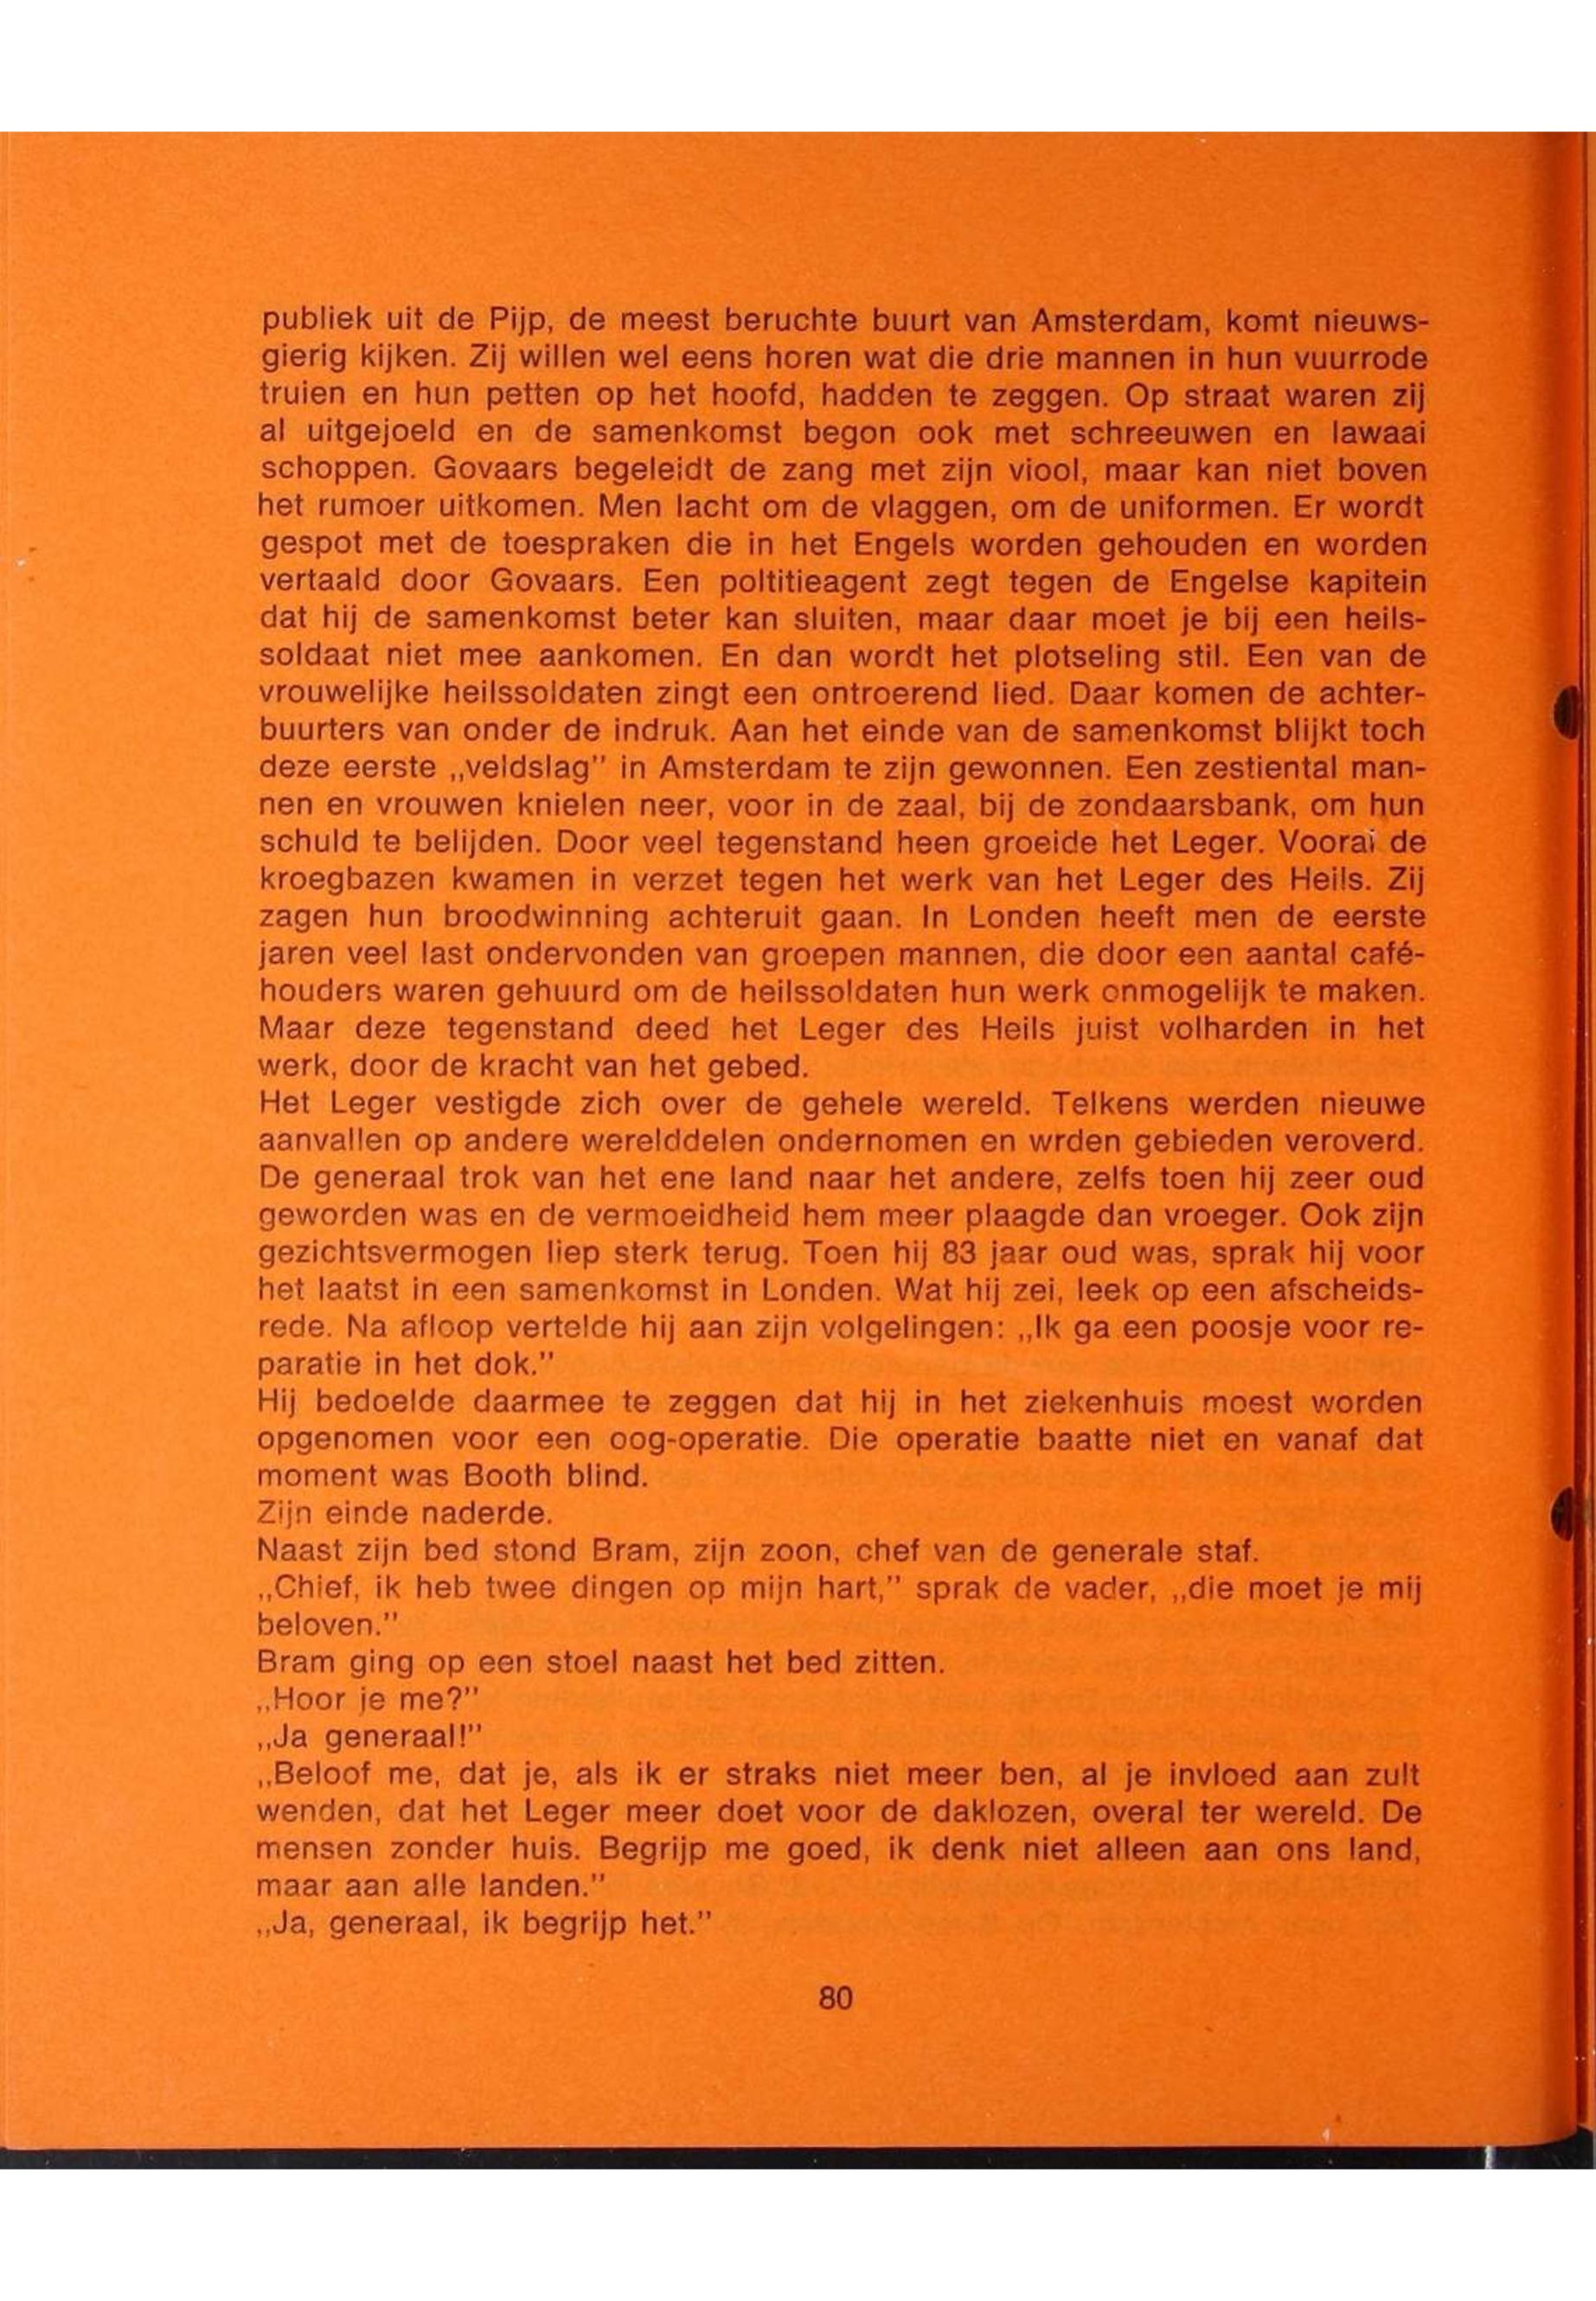 publiek uit de Pijp, de meest beruchte buurt van Amsterdam, komt nieuws-
gierig kijken. Zij willen wel eens horen wat die drie mannen in hun vuurrode
truien en hun petten op het hoofd, hadden te zeggen. Op straat waren zij
al uitgejoeld en de samenkomst begon ook met schreeuwen en lawaai
schoppen. Govaars begeleidt de zang met zijn viool, maar kan niet boven
het rumoer uitkomen. Men lacht om de vlaggen, om de uniformen. Er wordt
gespot met de toespraken die in het Engels worden gehouden en worden
vertaald door Govaars. Een poltitieagent zegt tegen de Engelse kapitein
dat hij de samenkomst beter kan sluiten, maar daar moet je bij een heils-
soldaat niet mee aankomen. En dan wordt het plotseling stil. Een van de
vrouwelijke heilssoldaten zingt een ontroerend lied. Daar komen de achter-
buurters van onder de indruk. Aan het einde van de samenkomst blijkt toch
deze eerste „veldslag” in Amsterdam te zijn gewonnen. Een zestiental man-
nen en vrouwen knielen neer, voor in de zaal, bij de zondaarsbank, om hun
schuld te belijden. Door veel tegenstand heen groeide het Leger. Vooral de
kroegbazen kwamen in verzet tegen het werk van het Leger des Heils. Zij
zagen hun broodwinning achteruit gaan. In Londen heeft men de eerste
jaren veel last ondervonden van groepen mannen, die door een aantal café-
houders waren gehuurd om de heilssoldaten hun werk onmogelijk te maken.
Maar deze tegenstand deed het Leger des Heils juist volharden in het
werk, door de kracht van het gebed.
Het Leger vestigde zich over de gehele wereld. Telkens werden nieuwe
aanvallen op andere werelddelen ondernomen en wrden gebieden veroverd.
De generaal trok van het ene land naar het andere, zelfs toen hij zeer oud
geworden was en de vermoeidheid hem meer plaagde dan vroeger. Ook zijn
gezichtsvermogen liep sterk terug. Toen hij 83 jaar oud was, sprak hij voor
het laatst in een samenkomst in Londen. Wat hij zei, leek op een afscheids-
rede. Na afloop vertelde hij aan zijn volgelingen: „Ik ga een poosje voor re-
paratie in het dok.”
Hij bedoelde daarmee te zeggen dat hij in het ziekenhuis moest worden
opgenomen voor een oog-operatie. Die operatie baatte niet en vanaf dat
moment was Booth blind.
Zijn einde naderde.
Naast zijn bed stond Bram, zijn zoon, chef van de generale staf.
„Chief, ik heb twee dingen op mijn hart,” sprak de vader, „die moet je mij
beloven.”
Bram ging op een stoel naast het bed zitten.
„Hoor je me?”
„Ja generaal!”
„Beloof me, dat je, als ik er straks niet meer ben, al je invloed aan zult
wenden, dat het Leger meer doet voor de daklozen, overal ter wereld. De
mensen zonder huis. Begrijp me goed, ik denk niet alleen aan ons land,
maar aan alle landen.”
„Ja, generaal, ik begrijp het.”
80